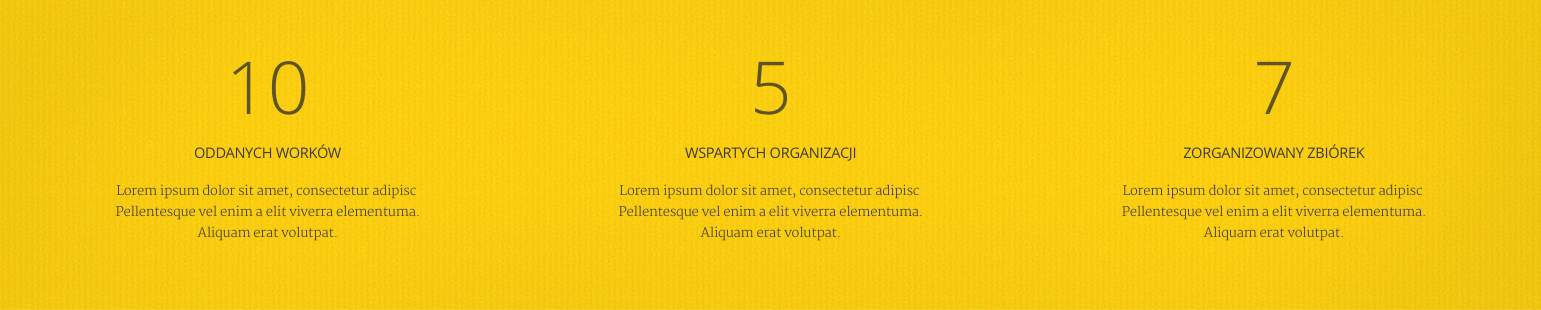 10
ODDANYCH WORKÓW
Lorem ipsum dolor sit amet, consectetur adipisc
Pellentesque vel enim a elit viverra elementuma.
Aliquam erat volutpat.
5
WSPARTYCH ORGANIZACJI
Lorem ipsum dolor sit amet, consectetur adipisc
Pellentesque vel enim a elit viverra elementuma.
Aliquam erat volutpat.
7
ZORGANIZOWANY ZBIÓREK
Lorem ipsum dolor sit amet, consectetur adipisc
Pellentesque vel enim a elit viverra elementuma.
Aliquam erat volutpat.